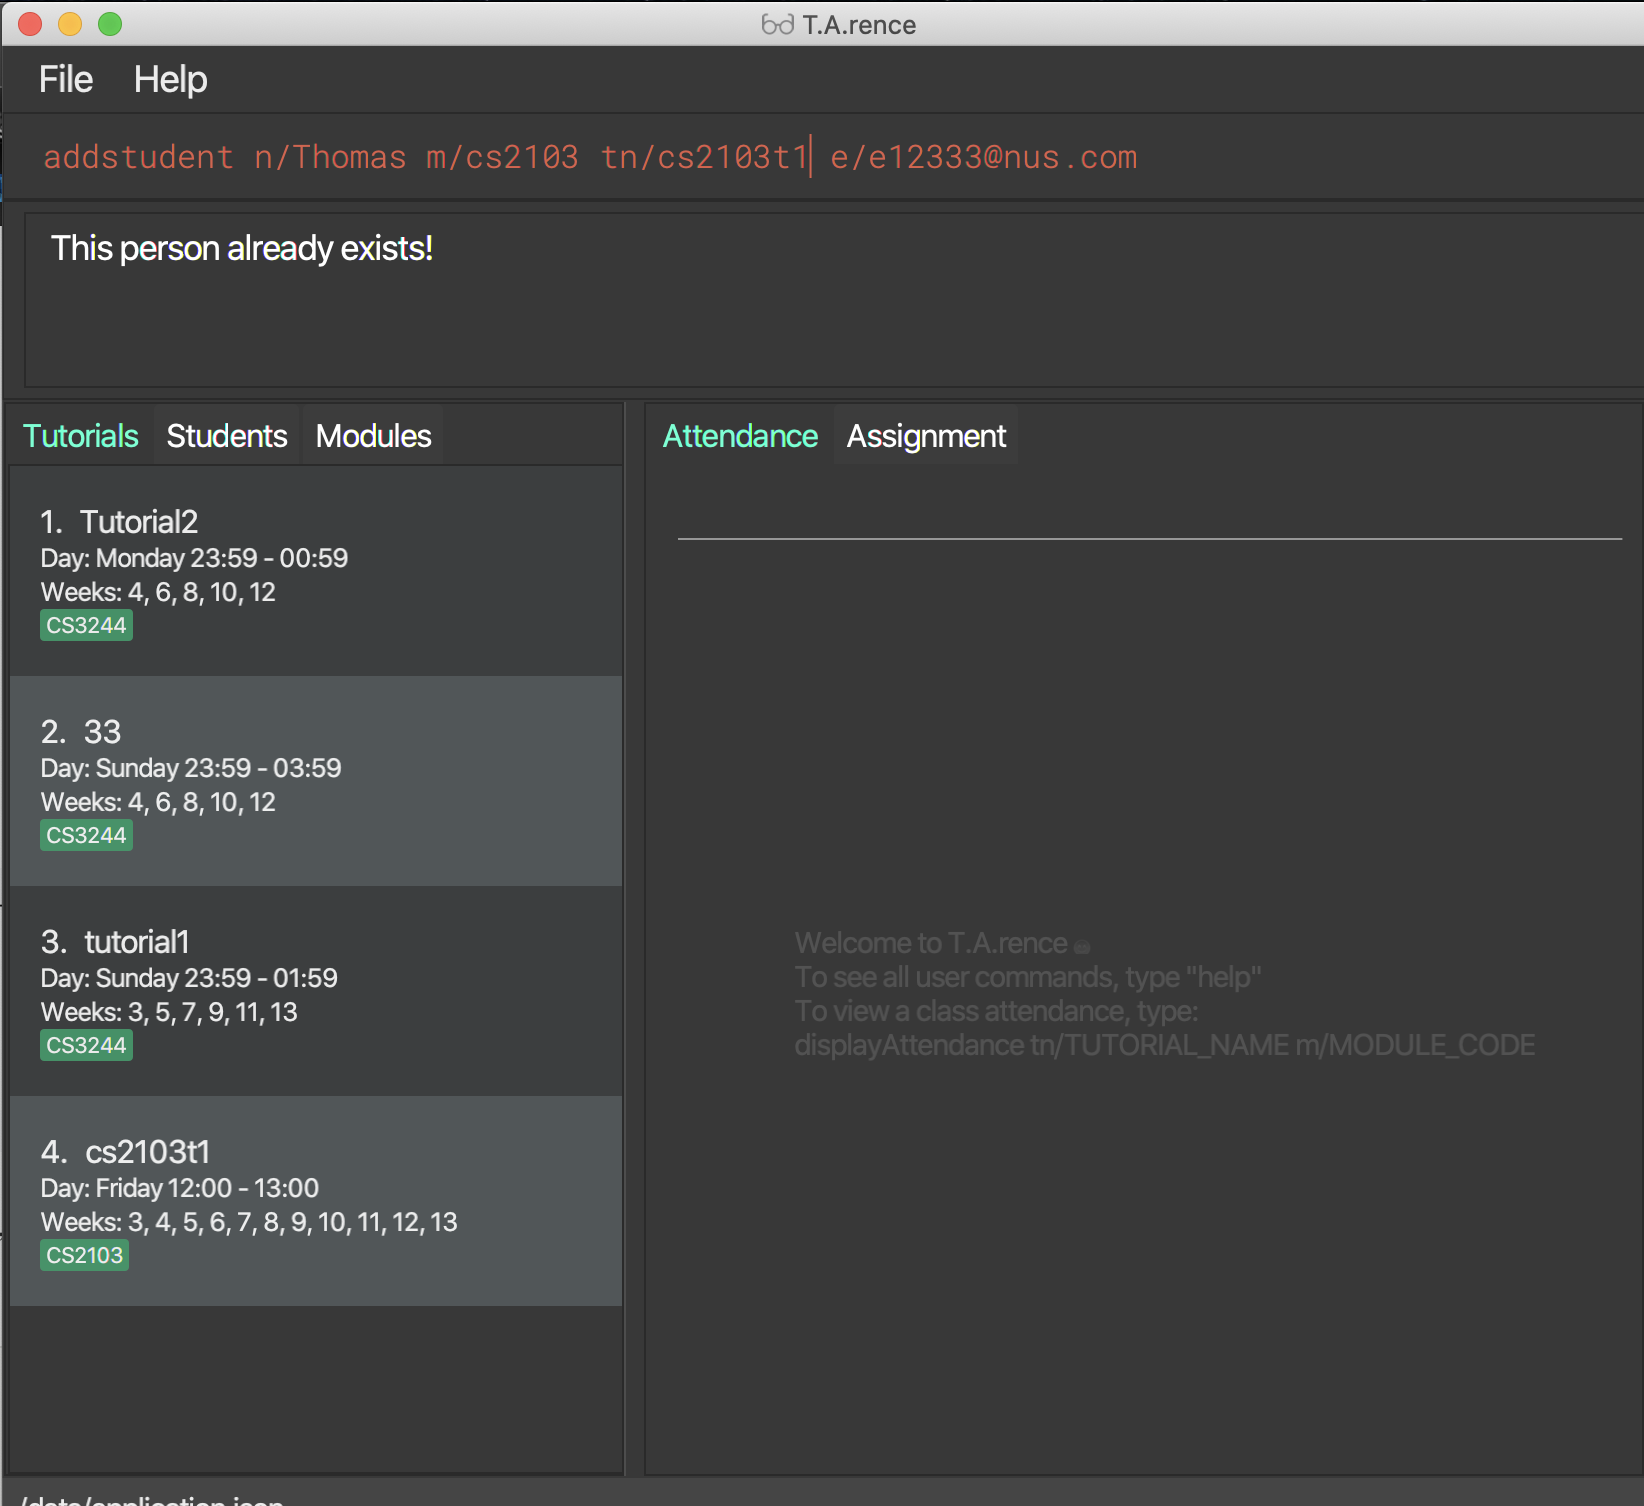 T.A.rence
File Help
addstudent n/Thomas m/cs2103 tn/cs2103t1 e/e12333@nus.com
This person already exists!
Tutorials Students Modules
Attendance Assignment
1. Tutorial2
Day: Monday 23:59 - 00:59
Weeks: 4, 6, 8, 10, 12
CS3244
2. 33
Day: Sunday 23:59 - 03:59
Weeks: 4, 6, 8, 10, 12
CS3244
3. tutorial1
Day: Sunday 23:59 - 01:59
Weeks: 3, 5, 7, 9, 11, 13
CS3244
4. cs2103t1
Day: Friday 12:00 - 13:00
Weeks: 3, 4, 5, 6, 7, 8, 9, 10, 11, 12, 13
CS2103
Welcome to T.A.rence
To see all user commands, type "help"
To view a class attendance, type:
displayAttendance tn/TUTORIAL_NAME m/MODULE_CODE
/data/application.json